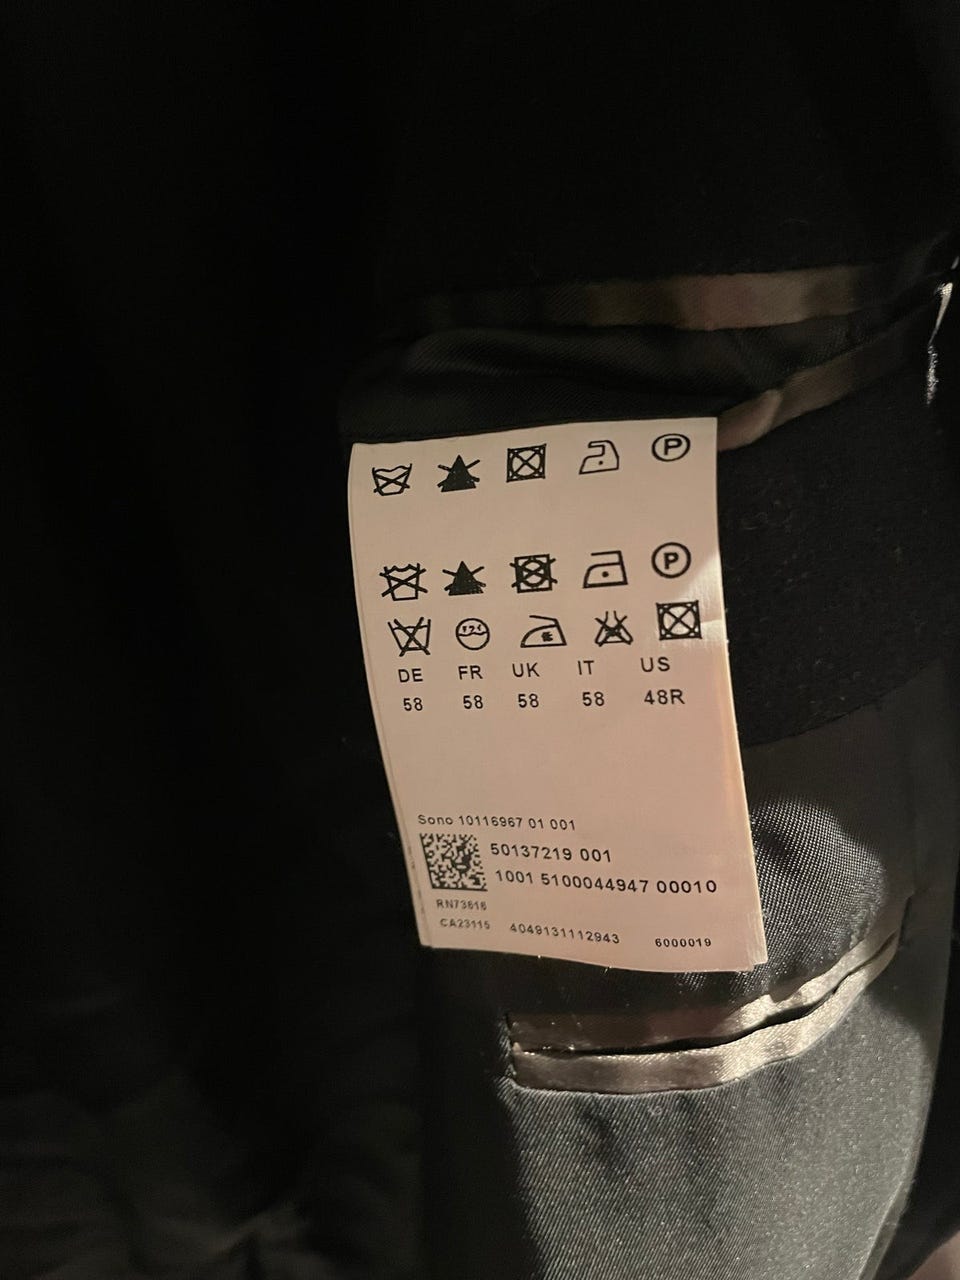 P
P
DE FR UK IT US
58 58 58 58 48R
Sono 10116967 01 001
50137219 001
1001 5100044947 00010
RN73616
CA23115 4049131112943 6000019